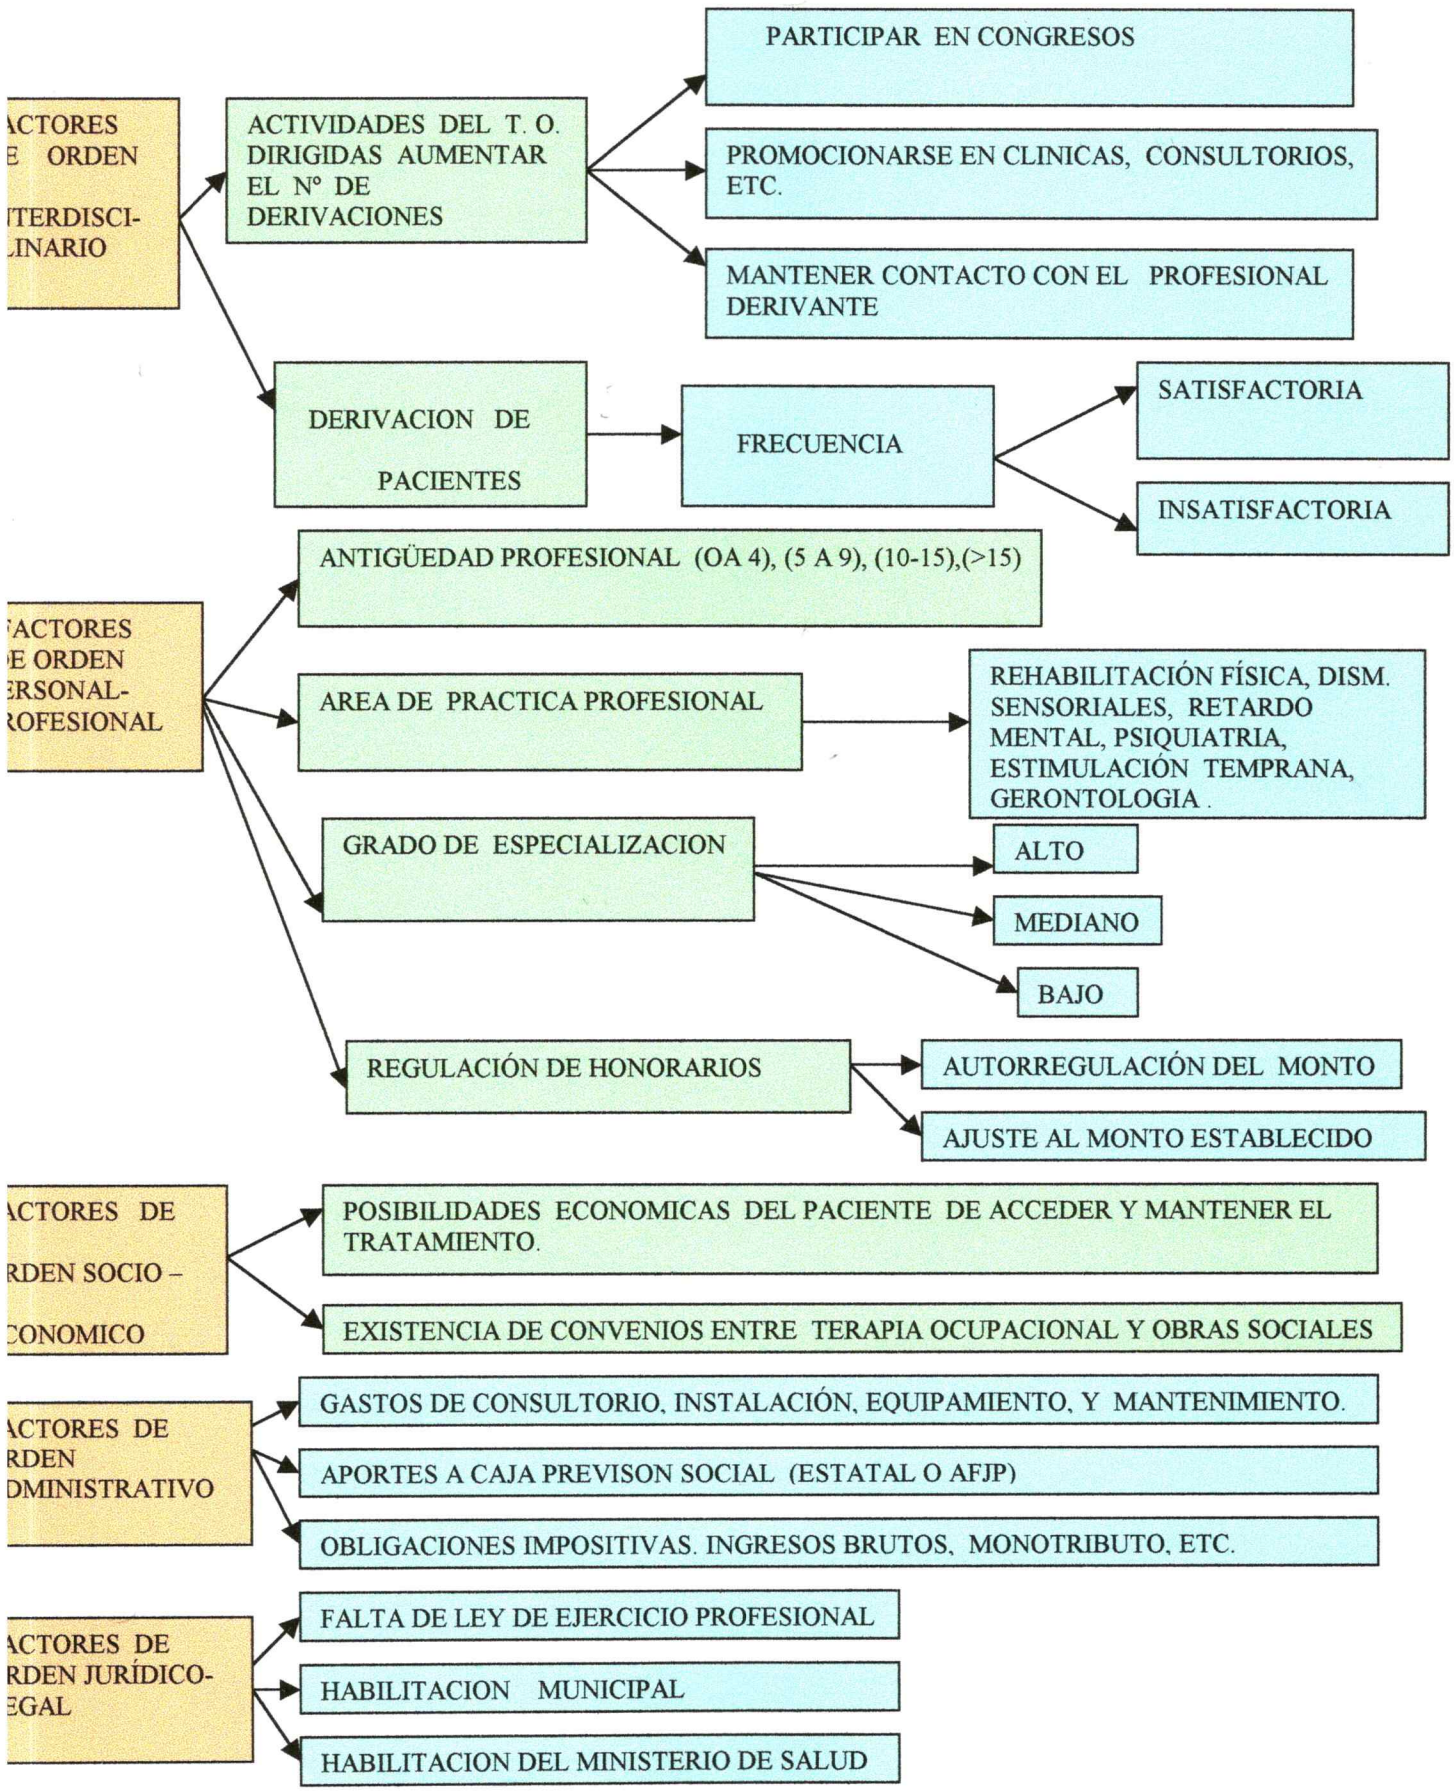 PARTICIPAR EN CONGRESOS
ACTORES
E ORDEN
NTERDISCI-
LINARIO
ACTIVIDADES DEL T. O.
DIRIGIDAS AUMENTAR
EL Nº DE
DERIVACIONES
PROMOCIONARSE EN CLINICAS, CONSULTORIOS,
ETC.
MANTENER CONTACTO CON EL PROFESIONAL
DERIVANTE
DERIVACION DE
PACIENTES
FRECUENCIA
SATISFACTORIA
INSATISFACTORIA
FACTORES
DE ORDEN
ERSONAL-
ROFESIONAL
ANTIGÜEDAD PROFESIONAL (OA 4), (5 A 9), (10-15),(>15)
AREA DE PRACTICA PROFESIONAL
REHABILITACIÓN FÍSICA, DISM.
SENSORIALES, RETARDO
MENTAL, PSIQUIATRIA,
ESTIMULACIÓN TEMPRANA,
GERONTOLOGIA .
GRADO DE ESPECIALIZACION
ALTO
MEDIANO
BAJO
REGULACIÓN DE HONORARIOS
AUTORREGULACIÓN DEL MONTO
AJUSTE AL MONTO ESTABLECIDO
ACTORES DE
RDEN SOCIO –
CONOMICO
POSIBILIDADES ECONOMICAS DEL PACIENTE DE ACCEDER Y MANTENER EL
TRATAMIENTO.
EXISTENCIA DE CONVENIOS ENTRE TERAPIA OCUPACIONAL Y OBRAS SOCIALES
ACTORES DE
RDEN
DMINISTRATIVO
GASTOS DE CONSULTORIO, INSTALACIÓN, EQUIPAMIENTO, Y MANTENIMIENTO.
APORTES A CAJA PREVISON SOCIAL (ESTATAL O AFJP)
OBLIGACIONES IMPOSITIVAS. INGRESOS BRUTOS, MONOTRIBUTO, ETC.
ACTORES DE
RDEN JURÍDICO-
EGAL
FALTA DE LEY DE EJERCICIO PROFESIONAL
HABILITACION MUNICIPAL
HABILITACION DEL MINISTERIO DE SALUD